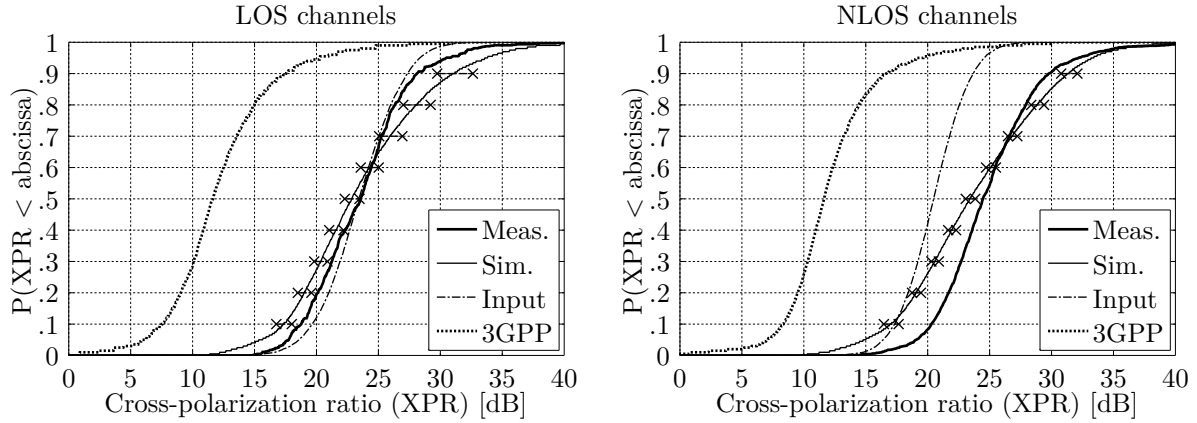 LOS channels
1
.9
.8
.7
.6
.5
.4
.3
.2
.1
0
P(XPR < abscissa)
Meas.
Sim.
Input
3GPP
0 5 10 15 20 25 30 35 40
Cross-polarization ratio (XPR) [dB]
NLOS channels
1
.9
.8
.7
.6
.5
.4
.3
.2
.1
0
P(XPR < abscissa)
Meas.
Sim.
Input
3GPP
0 5 10 15 20 25 30 35 40
Cross-polarization ratio (XPR) [dB]